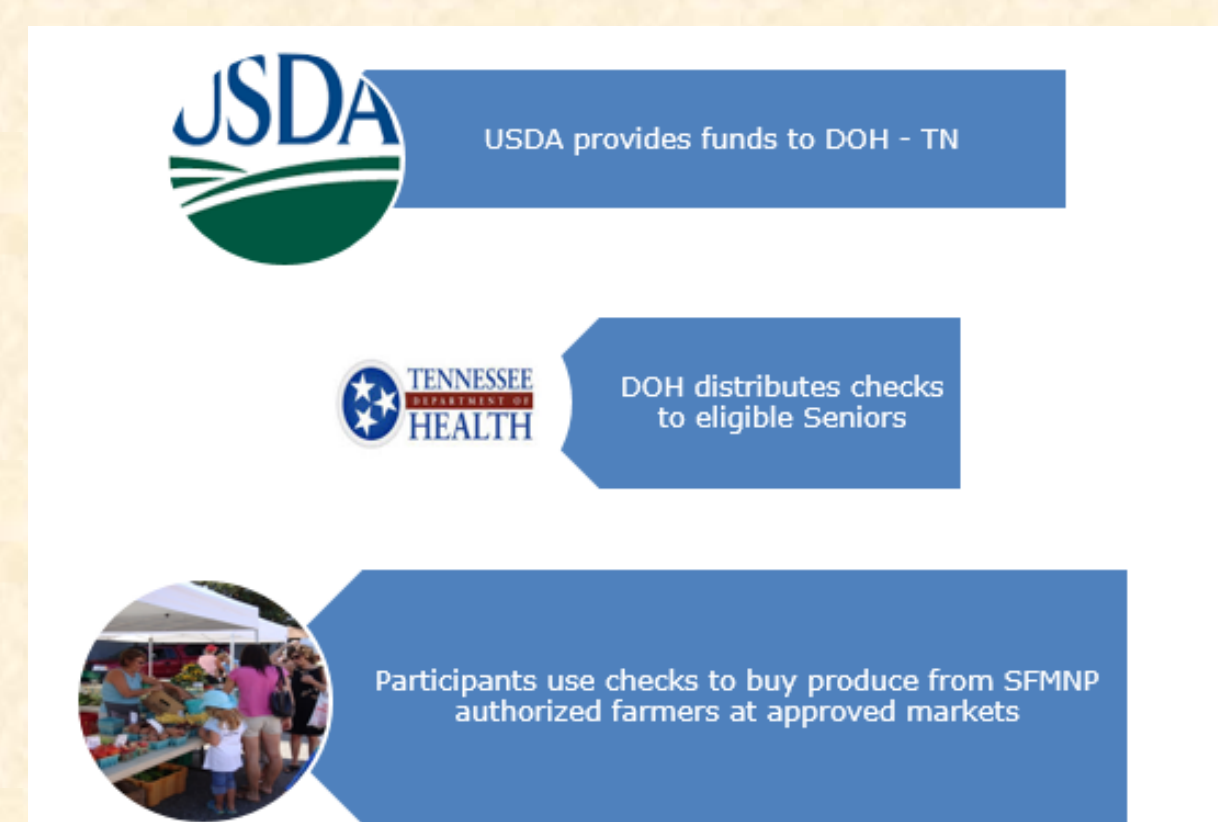 USDA
USDA provides funds to DOH - TN
TENNESSEE
DEPARTMENT OF
HEALTH
DOH distributes checks
to eligible Seniors
Participants use checks to buy produce from SFMNP
authorized farmers at approved markets